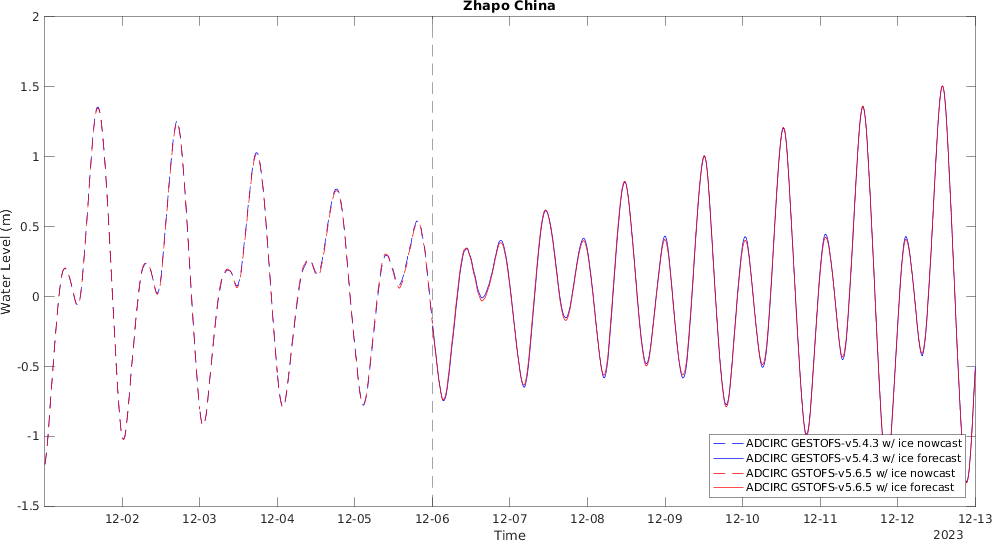 Zhapo China
2
1.5
1
0.5
0
-0.5
-1
-1.5
Water Level (m)
ADCIRC GESTOFS-v5.4.3 w/ ice nowcast
ADCIRC GESTOFS-v5.4.3 w/ ice forecast
ADCIRC GSTOFS-v5.6.5 w/ ice nowcast
ADCIRC GSTOFS-v5.6.5 w/ ice forecast
12-02 12-03 12-04 12-05 12-06 12-07 12-08 12-09 12-10 12-11 12-12 12-13
Time
2023